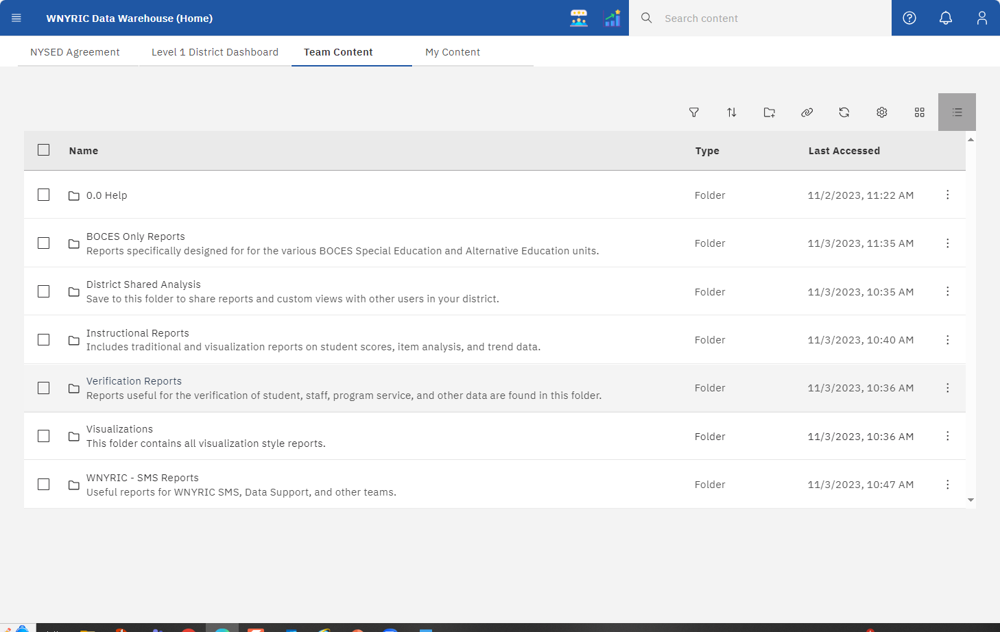 WNYRIC Data Warehouse (Home)
Search content
NYSED Agreement
Level 1 District Dashboard
Team Content
My Content
Name
Type
Last Accessed
0.0 Help
Folder
11/2/2023, 11:22 AM
BOCES Only Reports
Reports specifically designed for for the various BOCES Special Education and Alternative Education units.
Folder
11/3/2023, 11:35 AM
District Shared Analysis
Save to this folder to share reports and custom views with other users in your district.
Folder
11/3/2023, 10:35 AM
Instructional Reports
Includes traditional and visualization reports on student scores, item analysis, and trend data.
Folder
11/3/2023, 10:40 AM
Verification Reports
Reports useful for the verification of student, staff, program service, and other data are found in this folder.
Folder
11/3/2023, 10:36 AM
Visualizations
This folder contains all visualization style reports.
Folder
11/3/2023, 10:36 AM
WNYRIC - SMS Reports
Useful reports for WNYRIC SMS, Data Support, and other teams.
Folder
11/3/2023, 10:47 AM